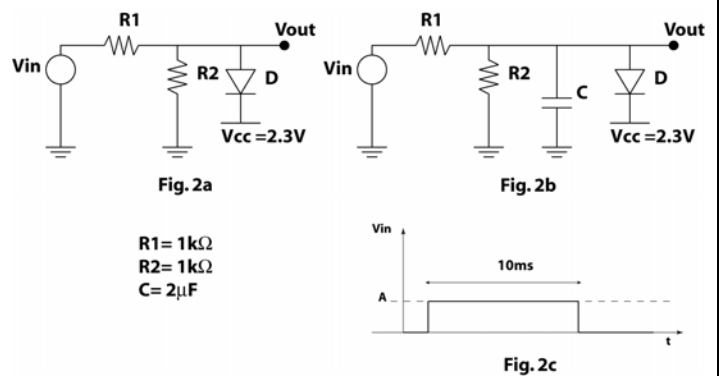 R1
Vout
Vin
R2
D
Vcc =2.3V
Fig. 2a
R1
Vout
Vin
R2
C
D
Vcc =2.3V
Fig. 2b
R1= 1kΩ
R2= 1kΩ
C= 2μF
Vin
10ms
A
t
Fig. 2c